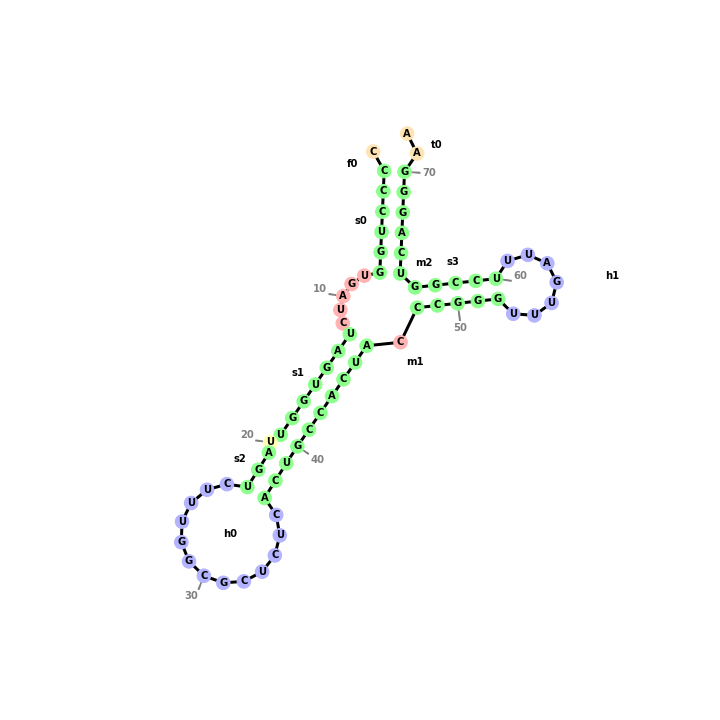 f0
C
s0
C C C U G G
U G A U C
10
s1
U A G U G G U
U
20
s2
A G U
h0
C U U U G G C G C U C U C
30
A C U G C C A C U A
40
m1
C
C C G G G
50
h1
U U U G A U U
U C C G G
60
s3
m2
U C A G G G
70
t0
A A